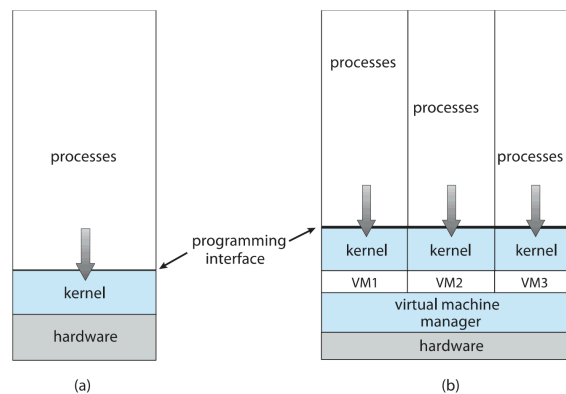 processes
kernel
hardware
(a)
programming
interface
processes
processes
processes
kernel
kernel
kernel
VM1
VM2
VM3
virtual machine
manager
hardware
(b)